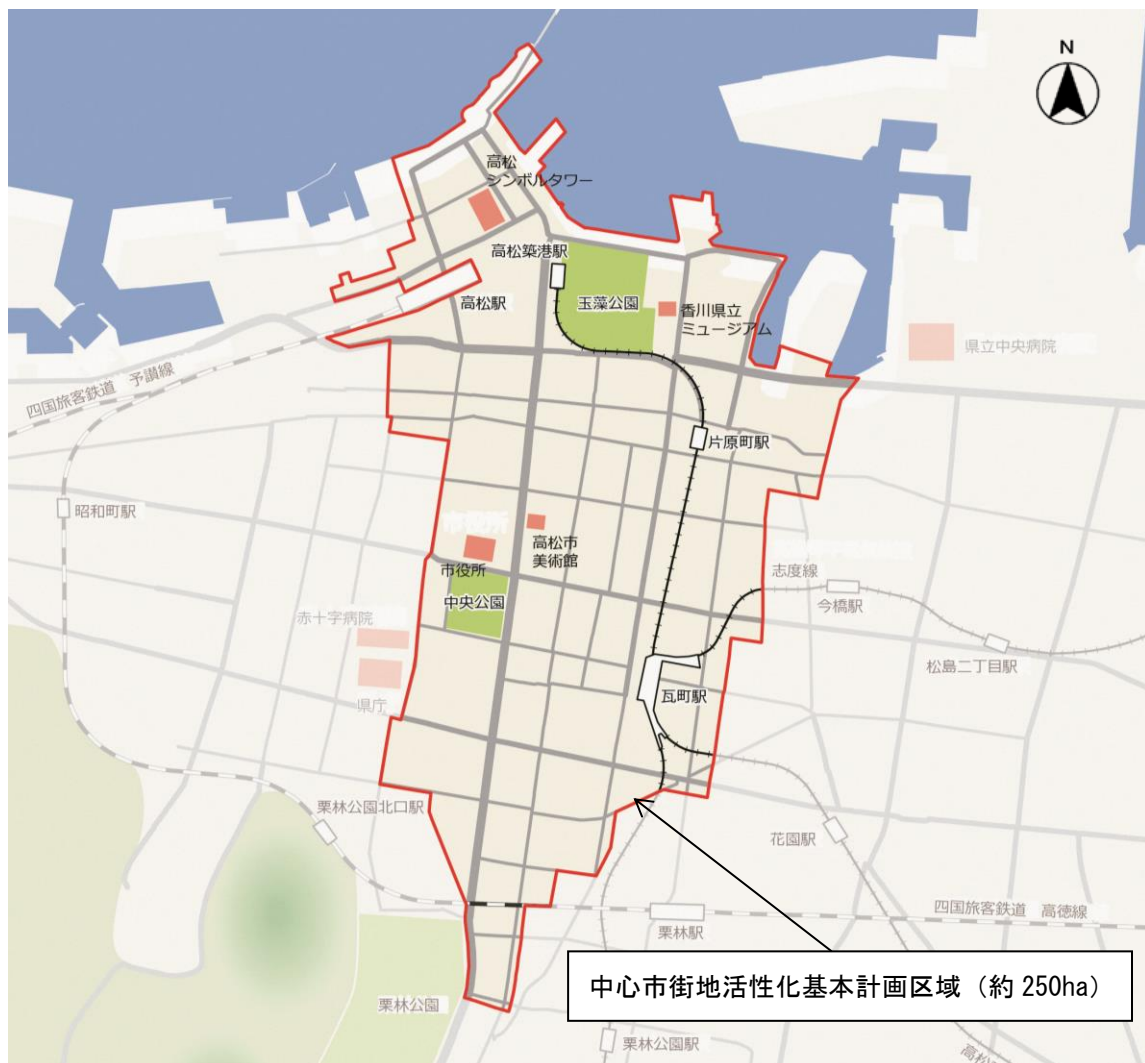 N
高松
シンボルタワー
高松築港駅
高松駅
玉藻公園
香川県立
ミュージアム
県立中央病院
四国旅客鉄道 予讃線
片原町駅
昭和町駅
市役所
高松市
美術館
市役所
中央公園
志度線
今橋駅
赤十字病院
松島二丁目駅
県庁
瓦町駅
栗林公園北口駅
花園駅
四国旅客鉄道 高徳線
栗林駅
中心市街地活性化基本計画区域（約 250ha）
栗林公園
栗林公園駅